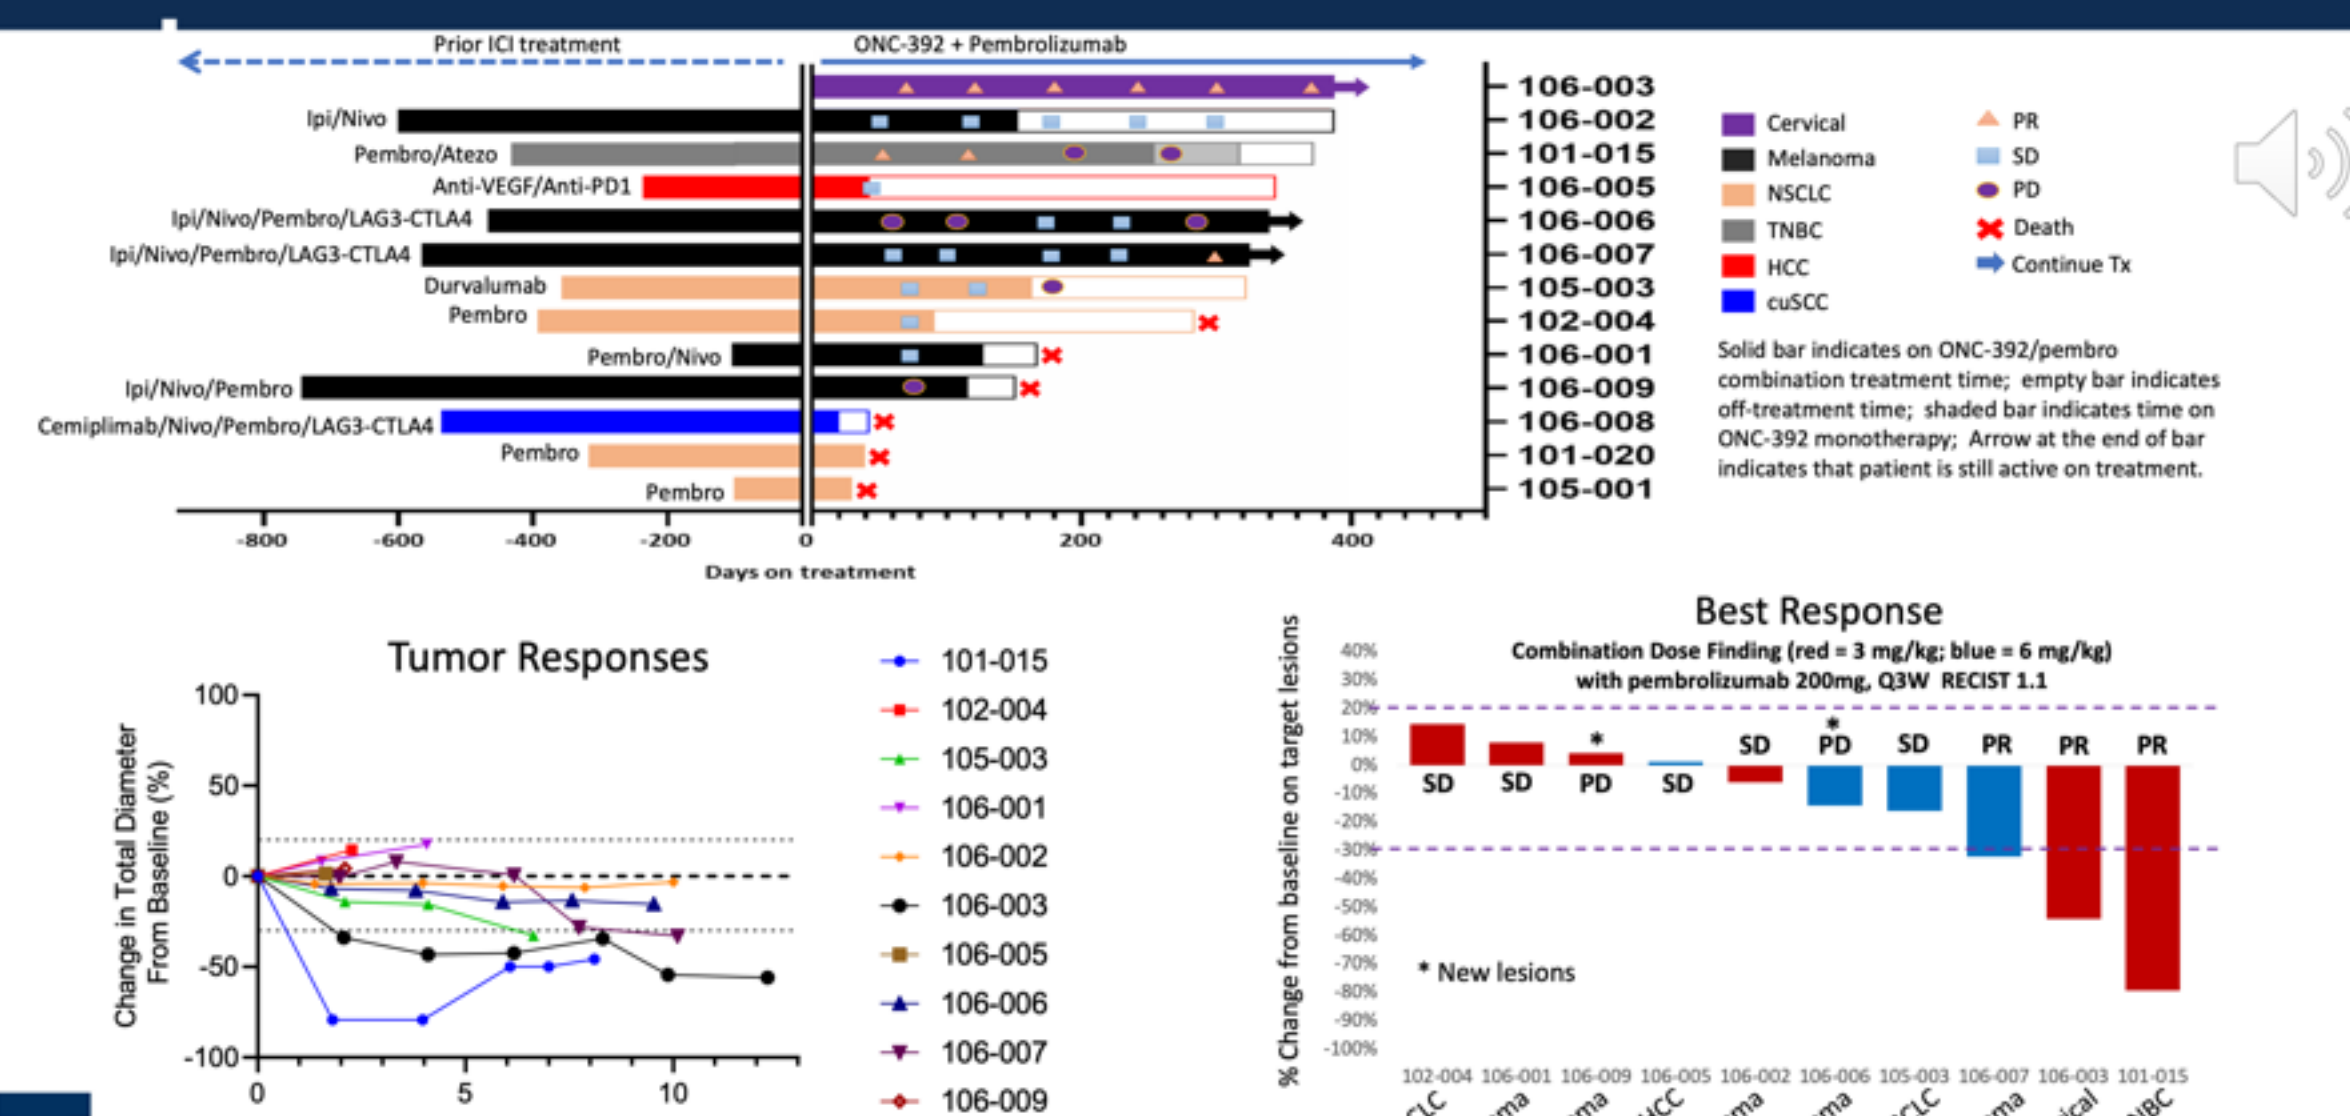 Prior ICI treatment
ONC-392 + Pembrolizumab
106-003
Ipi/Nivo
106-002
Pembro/Atezo
101-015
Anti-VEGF/Anti-PD1
106-005
Ipi/Nivo/Pembro/LAG3-CTLA4
106-006
Ipi/Nivo/Pembro/LAG3-CTLA4
106-007
Durvalumab
105-003
Pembro
102-004
Pembro/Nivo
106-001
Ipi/Nivo/Pembro
106-009
Cemiplimab/Nivo/Pembro/LAG3-CTLA4
106-008
Pembro
101-020
Pembro
105-001
-800 -600 -400 -200 0 200 400
Days on treatment
Cervical
Melanoma
NSCLC
TNBC
HCC
cuSCC
PR
SD
PD
Death
Continue Tx
Solid bar indicates on ONC-392/pembro
combination treatment time; empty bar indicates
off-treatment time; shaded bar indicates time on
ONC-392 monotherapy; Arrow at the end of bar
indicates that patient is still active on treatment.
Tumor Responses
Change in Total Diameter
From Baseline (%)
100
50
0
-50
-100
0 5 10
101-015
102-004
105-003
106-001
106-002
106-003
106-005
106-006
106-007
106-009
Best Response
Combination Dose Finding (red = 3 mg/kg; blue = 6 mg/kg)
with pembrolizumab 200mg, Q3W RECIST 1.1
% Change from baseline on target lesions
40%
30%
20%
10%
0%
-10%
-20%
-30%
-40%
-50%
-60%
-70%
-80%
-90%
-100%
* *
SD PD SD PR PR PR
SD SD PD SD
* New lesions
102-004 106-001 106-009 106-005 106-002 106-006 105-003 106-007 106-003 101-015